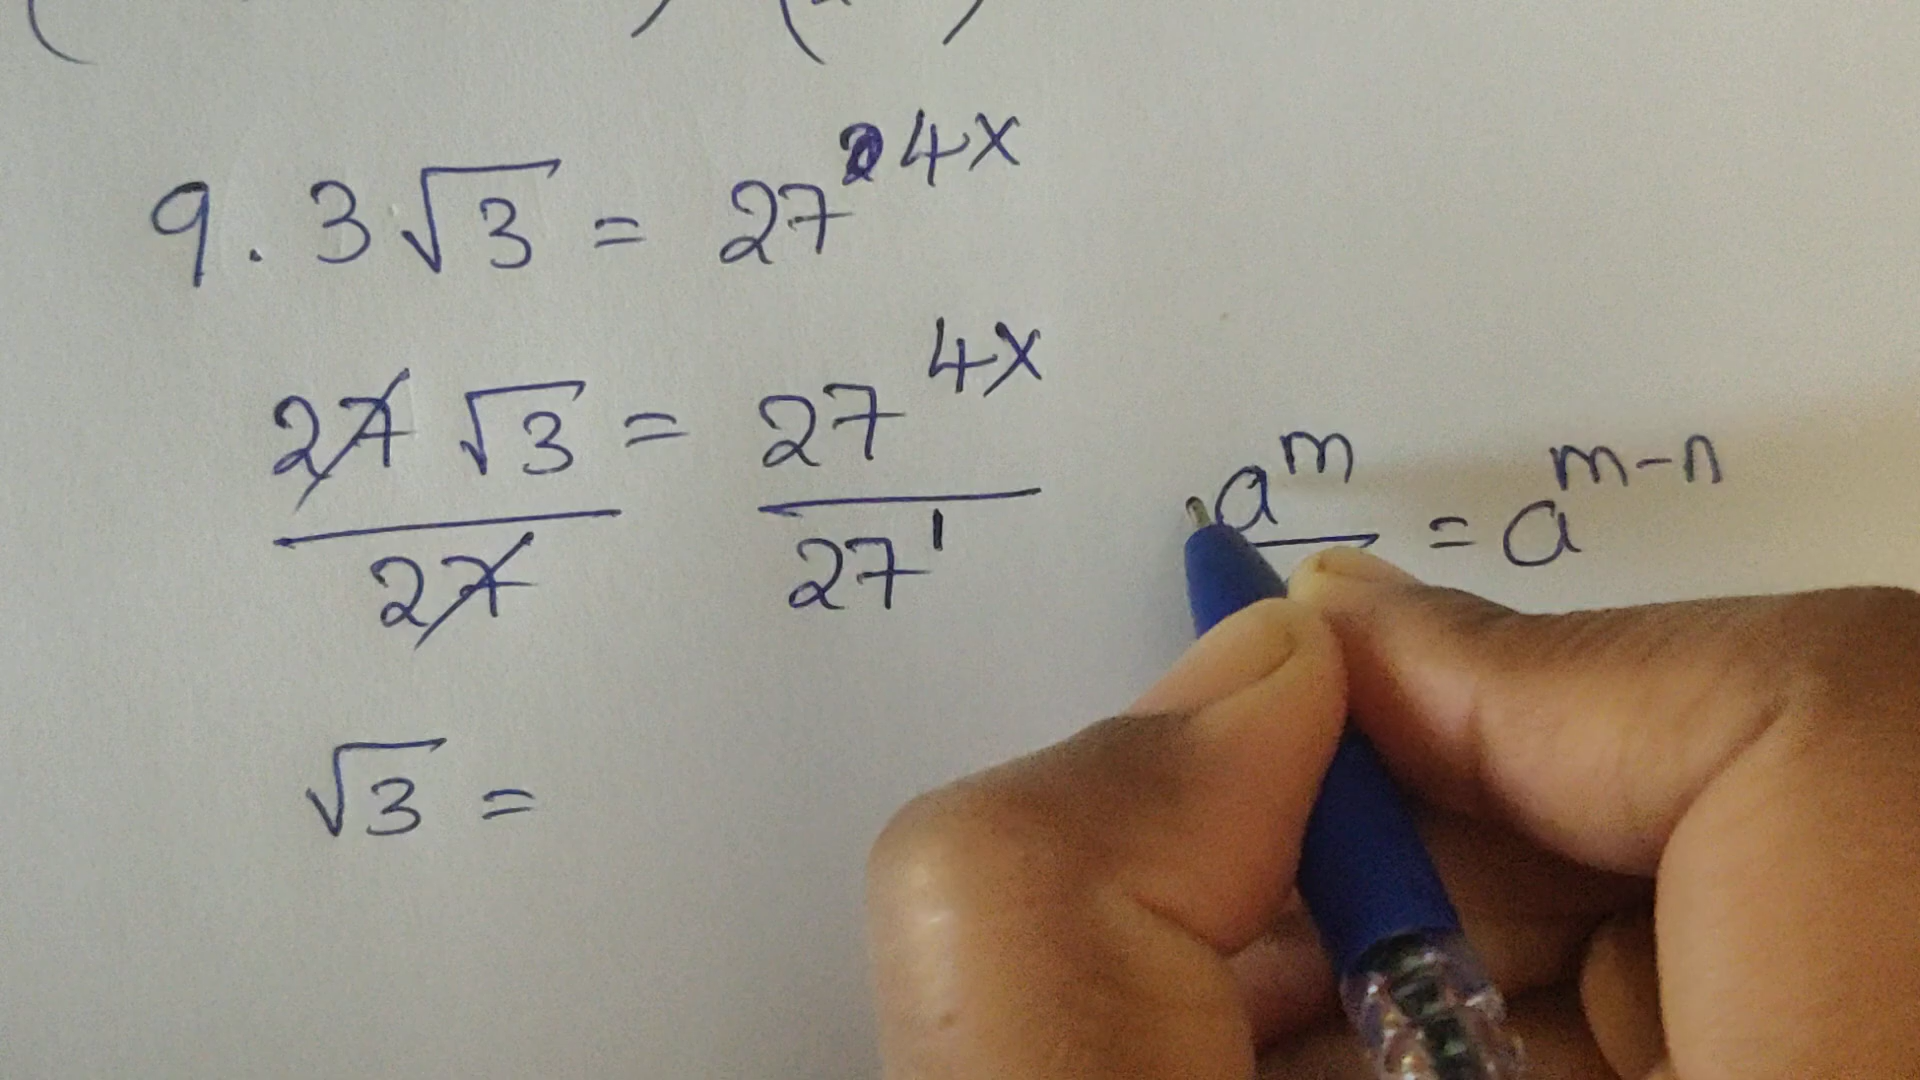 9 . 3√3 = 27^4x
27 √3 / 27 = 27^4x / 27^1
a^m = a^m-n
√3 =